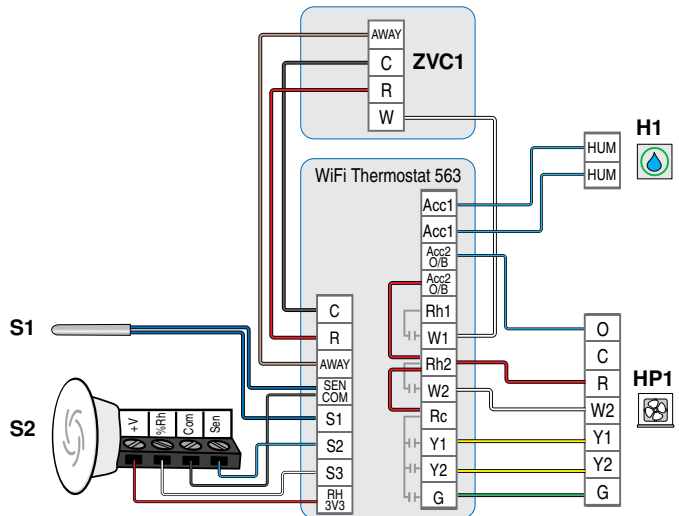 AWAY
C
R
W
ZVC1
H1
HUM
HUM
WiFi Thermostat 563
Acc1
Acc1
Acc2
O/B
Acc2
O/B
Rh1
W1
Rh2
W2
Rc
Y1
Y2
G
C
R
AWAY
SEN
COM
S1
S2
S3
RH
3V3
S1
S2
+V
%Rh
Com
Sen
O
C
R
W2
Y1
Y2
G
HP1